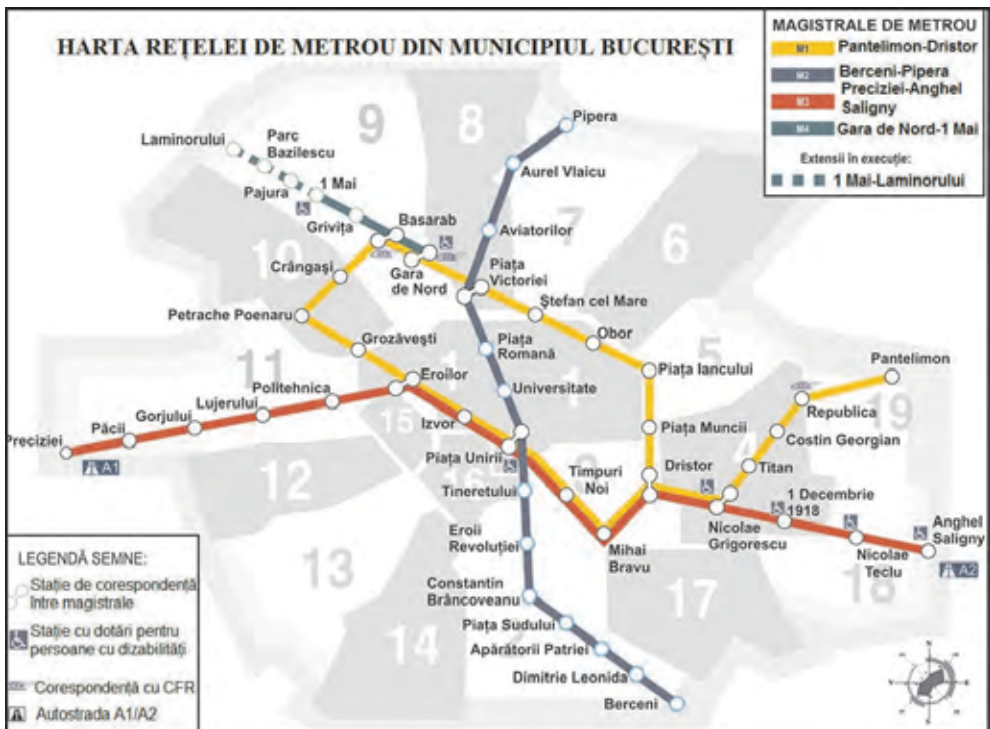 HARTA REȚELEI DE METROU DIN MUNICIPIUL BUCUREȘTI
MAGISTRALE DE METROU
M1 Pantelimon-Dristor
M2 Berceni-Pipera
M3 Preciziei-Anghel
Saligny
M4 Gara de Nord-1 Mai
Extensii în execuție:
1 Mai-Laminorului
Laminorului
Parc
Bazilescu
Pajura
1 Mai
Grivița
Basarab
Gara
de Nord
Crângași
Petrache Poenaru
Grozăvești
Eroilor
Politehnica
Lujerului
Gorjului
Păcii
Preciziei
A1
Izvor
Piața Unirii
Pipera
Aurel Vlaicu
Aviatorilor
Piața
Victoriei
Ștefan cel Mare
Obor
Piața Iancului
Piața Muncii
Piața
Romană
Universitate
Tineretului
Eroii
Revoluției
Constantin
Brâncoveanu
Piața Sudului
Apărătorii Patriei
Dimitrie Leonida
Berceni
Timpuri
Noi
Mihai
Bravu
Dristor
Nicolae
Grigorescu
1 Decembrie
1918
Nicolae
Teclu
Anghel
Saligny
A2
Titan
Costin Georgian
Republica
Pantelimon
9
8
7
6
10
5
19
11
1
1
4
15
16
12
13
14
17
18
LEGENDĂ SEMNE:
Stație de corespondență
între magistrale
Stație cu dotări pentru
persoane cu dizabilități
Corespondență cu CFR
Autostrada A1/A2